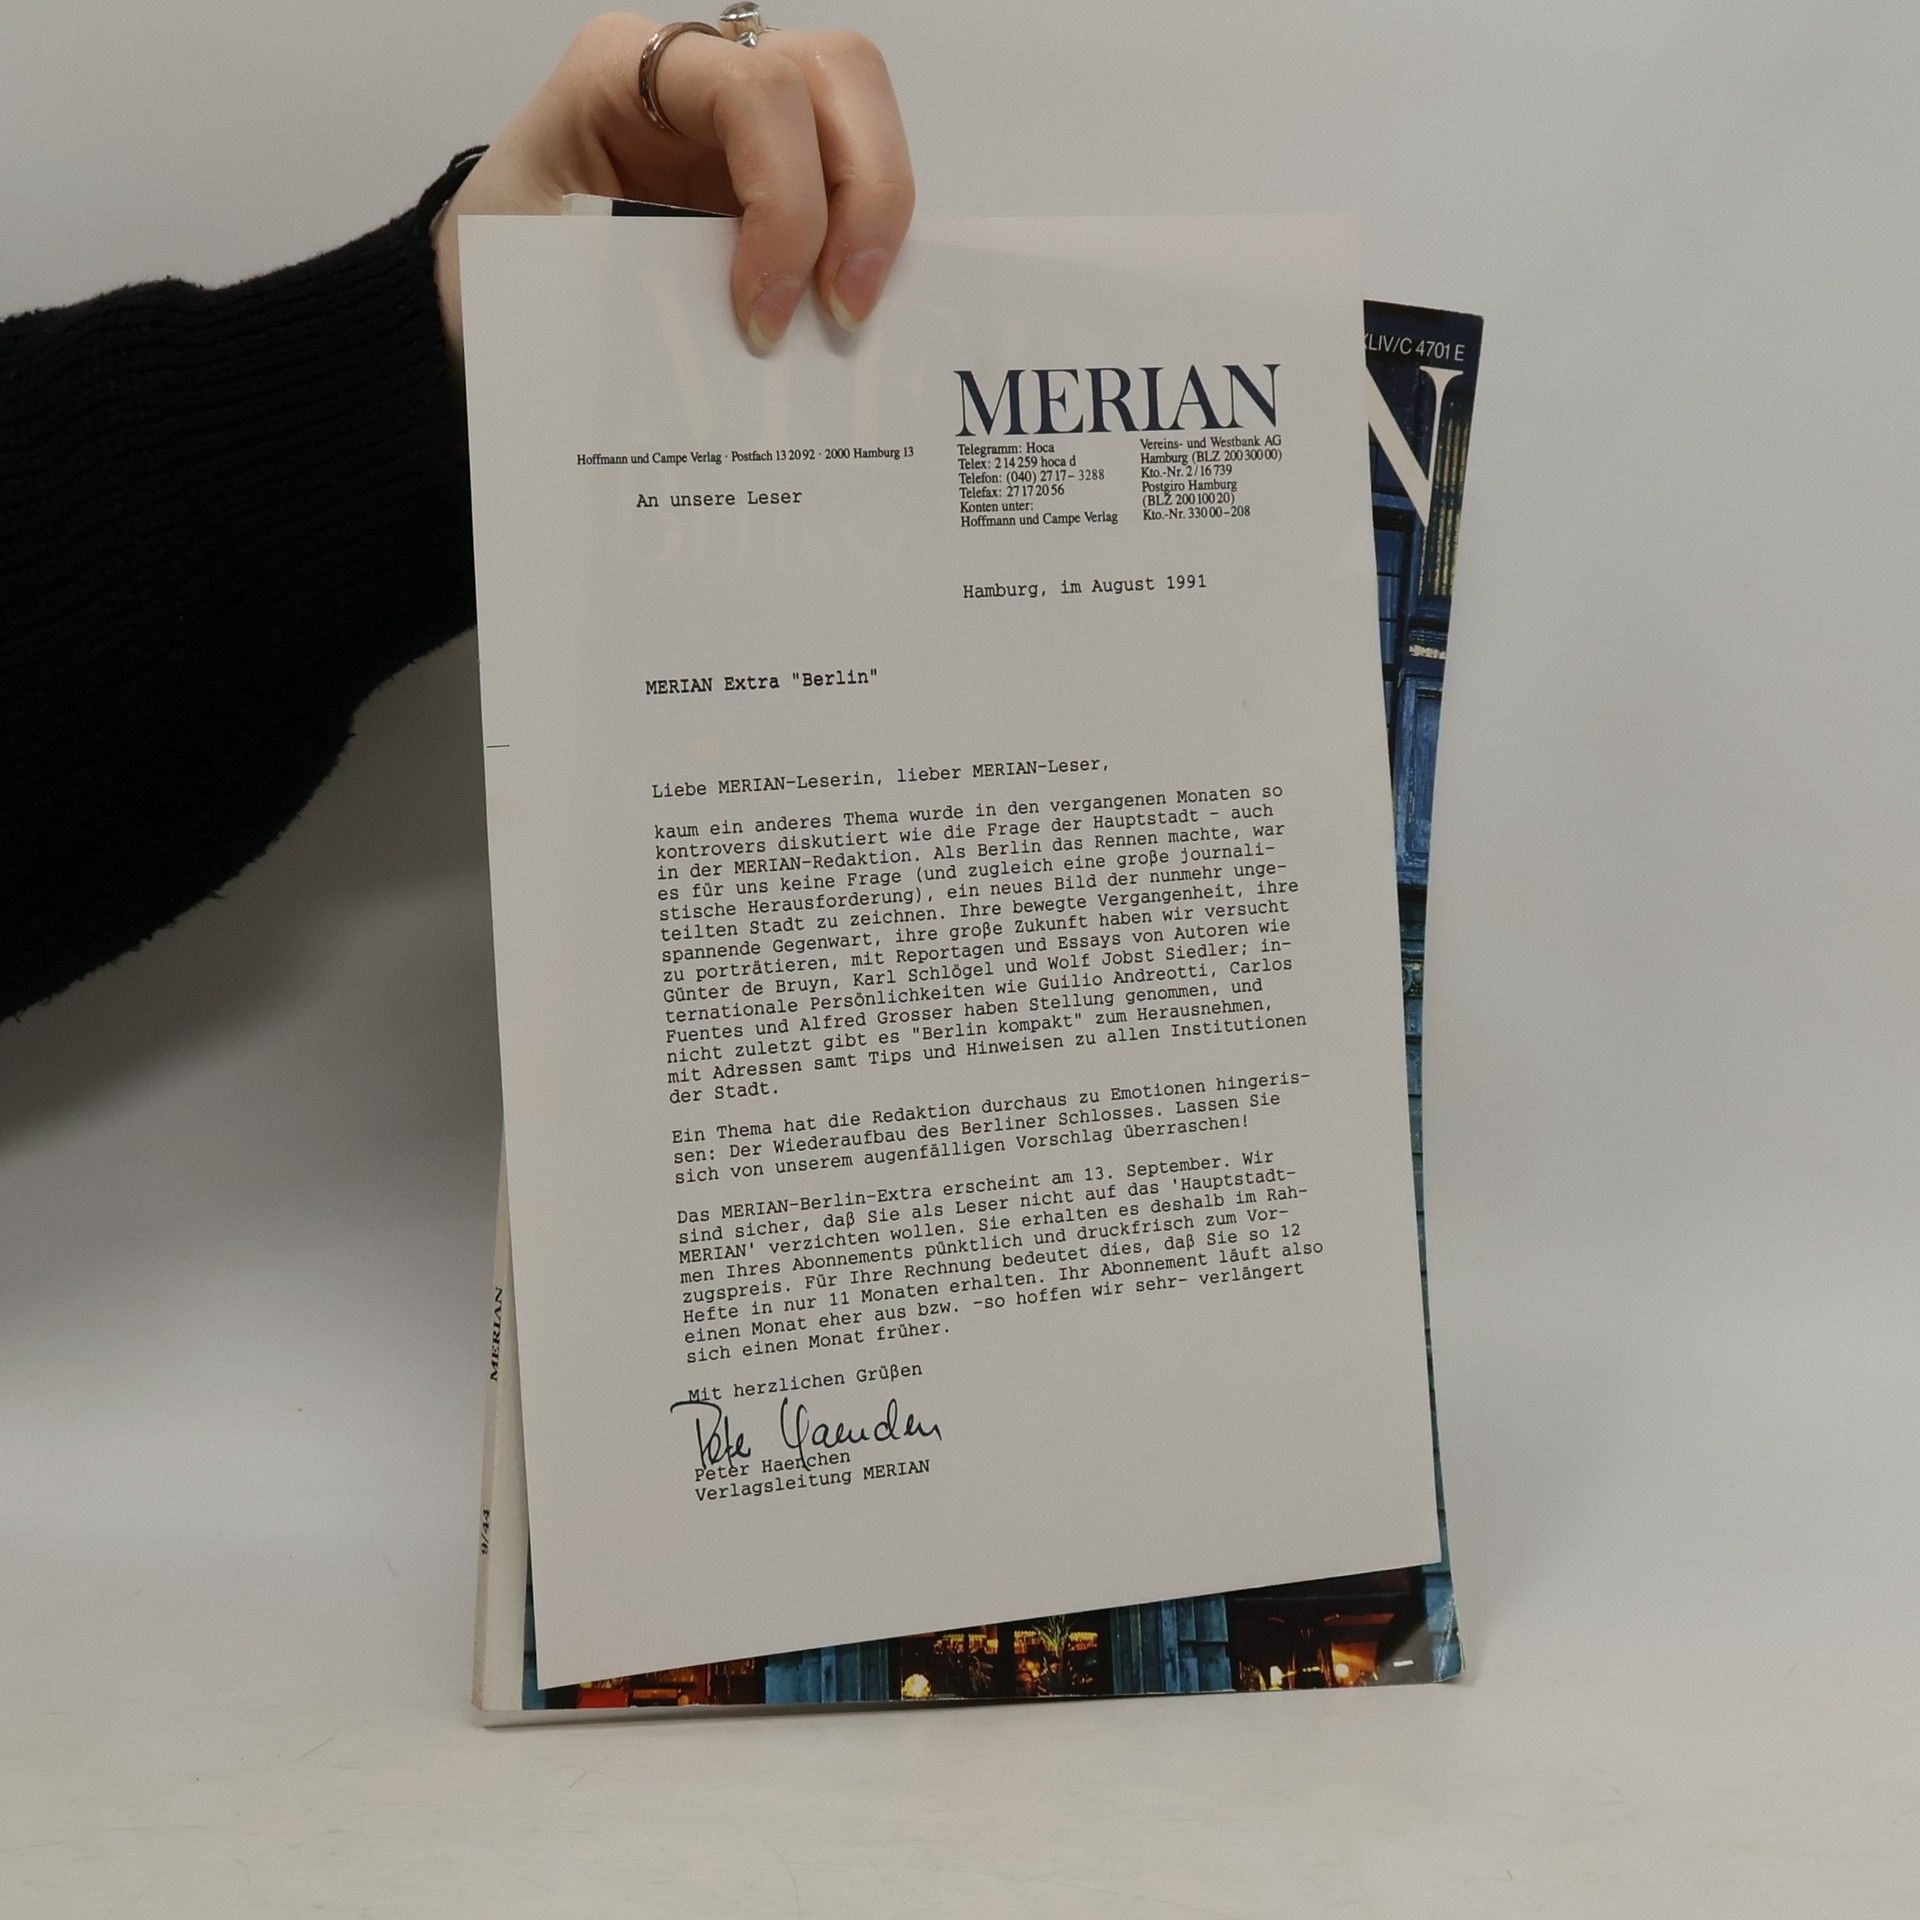 XLIV/C 4701 E
N
MERIAN
Hoffmann und Campe Verlag · Postfach 13 20 92 · 2000 Hamburg 13
Telegramm: Hoca
Telex: 2 14 259 hoca d
Telefon: (040) 27 17 – 3288
Telefax: 27 17 20 56
Konten unter:
Hoffmann und Campe Verlag
Vereins- und Westbank AG
Hamburg (BLZ 200 300 00)
Kto.-Nr. 2/16 739
Postgiro Hamburg
(BLZ 200 100 20)
Kto.-Nr. 330 00 – 208
An unsere Leser
Hamburg, im August 1991
MERIAN Extra "Berlin"
Liebe MERIAN-Leserin, lieber MERIAN-Leser,
kaum ein anderes Thema wurde in den vergangenen Monaten so
kontrovers diskutiert wie die Frage der Hauptstadt - auch
in der MERIAN-Redaktion. Als Berlin das Rennen machte, war
es für uns keine Frage (und zugleich eine große journali-
stische Herausforderung), ein neues Bild der nunmehr unge-
teilten Stadt zu zeichnen. Ihre bewegte Vergangenheit, ihre
spannende Gegenwart, ihre große Zukunft haben wir versucht
zu porträtieren, mit Reportagen und Essays von Autoren wie
Günter de Bruyn, Karl Schlögel und Wolf Jobst Siedler; in-
ternationale Persönlichkeiten wie Guilio Andreotti, Carlos
Fuentes und Alfred Grosser haben Stellung genommen, und
nicht zuletzt gibt es "Berlin kompakt" zum Herausnehmen,
mit Adressen samt Tips und Hinweisen zu allen Institutionen
der Stadt.
Ein Thema hat die Redaktion durchaus zu Emotionen hingeris-
sen: Der Wiederaufbau des Berliner Schlosses. Lassen Sie
sich von unserem augenfälligen Vorschlag überraschen!
Das MERIAN-Berlin-Extra erscheint am 13. September. Wir
sind sicher, daß Sie als Leser nicht auf das 'Hauptstadt-
MERIAN' verzichten wollen. Sie erhalten es deshalb im Rah-
men Ihres Abonnements pünktlich und druckfrisch zum Vor-
zugspreis. Für Ihre Rechnung bedeutet dies, daß Sie so 12
Hefte in nur 11 Monaten erhalten. Ihr Abonnement läuft also
einen Monat eher aus bzw. -so hoffen wir sehr- verlängert
sich einen Monat früher.
Mit herzlichen Grüßen
Peter Haenchen
Peter Haenchen
Verlagsleitung MERIAN
MERIAN
9/44